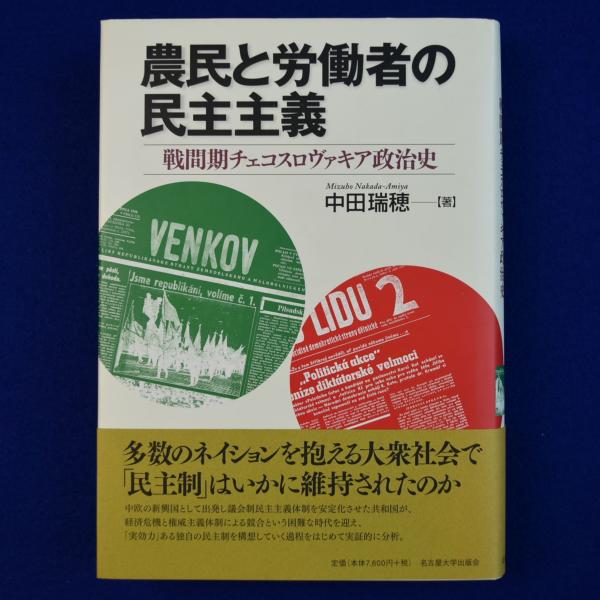 農民と労働者の
民主主義
戦間期チェコスロヴァキア政治史
Mizuho Nakada-Amiya
中田瑞穂──【著】
VENKOV
Jsme republikáni, volíme č. 1.
LIDU 2
„Politická akce"
diktátorské velmoci
多数のネイションを抱える大衆社会で
「民主制」はいかに維持されたのか
中欧の新興国として出発し議会制民主主義体制を安定化させた共和国が、
経済危機と権威主義体制による競合という困難な時代を迎え、
「実効力」ある独自の民主制を構想していく過程をはじめて実証的に分析。
定価(本体7,600円+税) 名古屋大学出版会